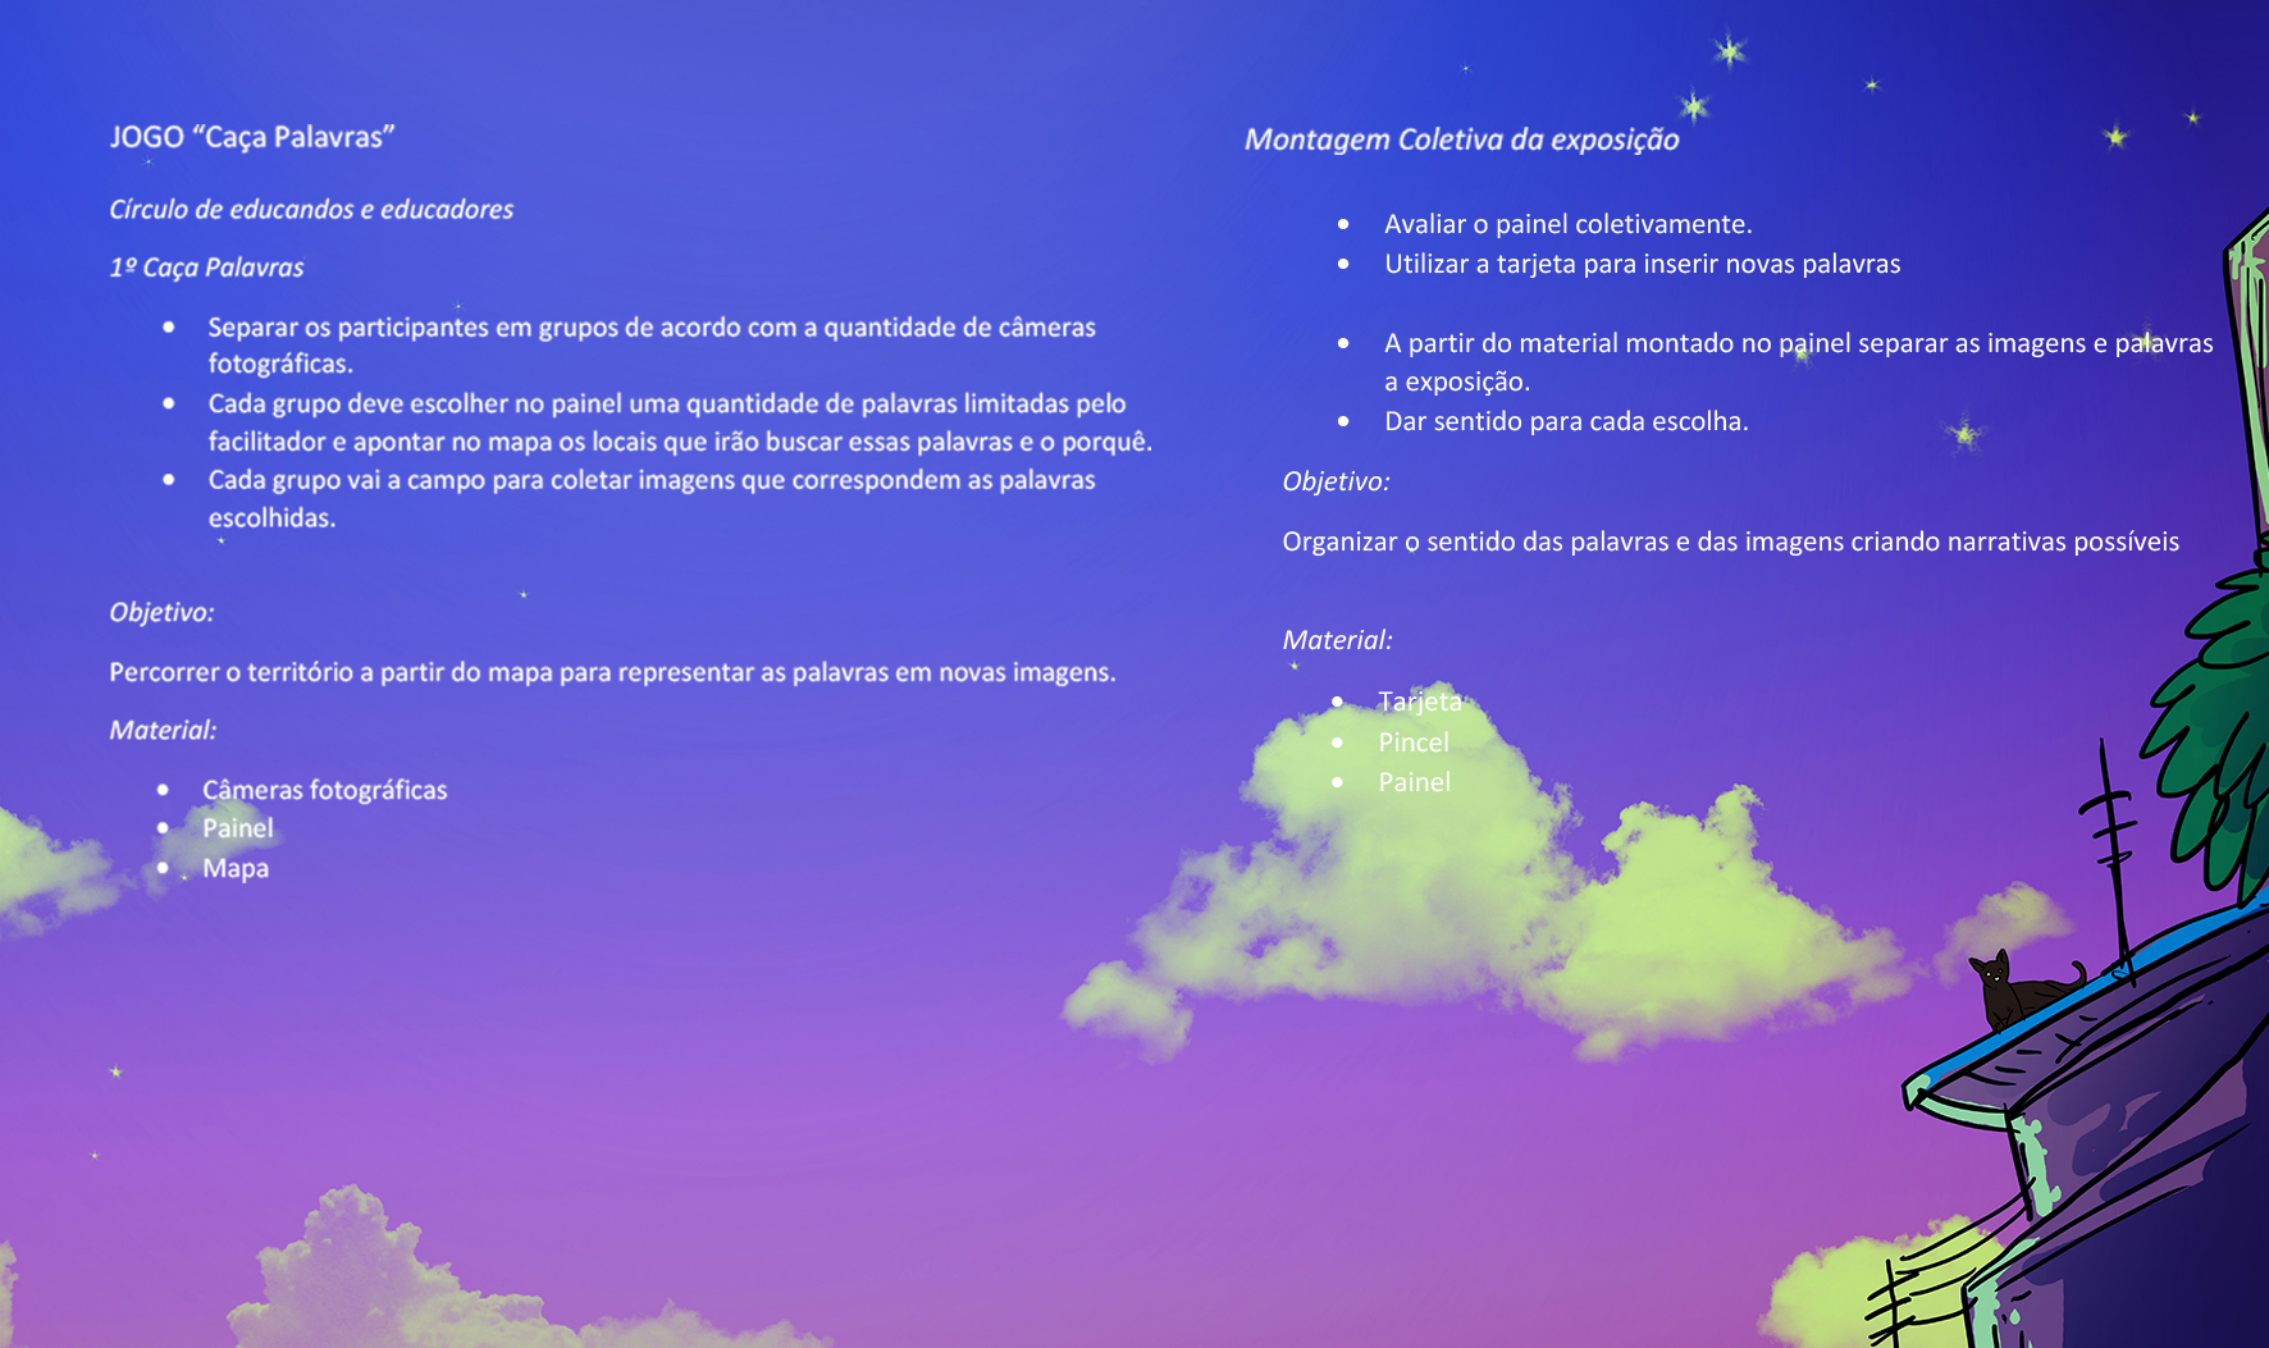 JOGO “Caça Palavras”
Círculo de educandos e educadores
1º Caça Palavras
• Separar os participantes em grupos de acordo com a quantidade de câmeras
fotográficas.
• Cada grupo deve escolher no painel uma quantidade de palavras limitadas pelo
facilitador e apontar no mapa os locais que irão buscar essas palavras e o porquê.
• Cada grupo vai a campo para coletar imagens que correspondem as palavras
escolhidas.
Objetivo:
Percorrer o território a partir do mapa para representar as palavras em novas imagens.
Material:
• Câmeras fotográficas
• Painel
• Mapa
Montagem Coletiva da exposição
• Avaliar o painel coletivamente.
• Utilizar a tarjeta para inserir novas palavras
• A partir do material montado no painel separar as imagens e palavras
a exposição.
• Dar sentido para cada escolha.
Objetivo:
Organizar o sentido das palavras e das imagens criando narrativas possíveis
Material:
• Tarjeta
• Pincel
• Painel